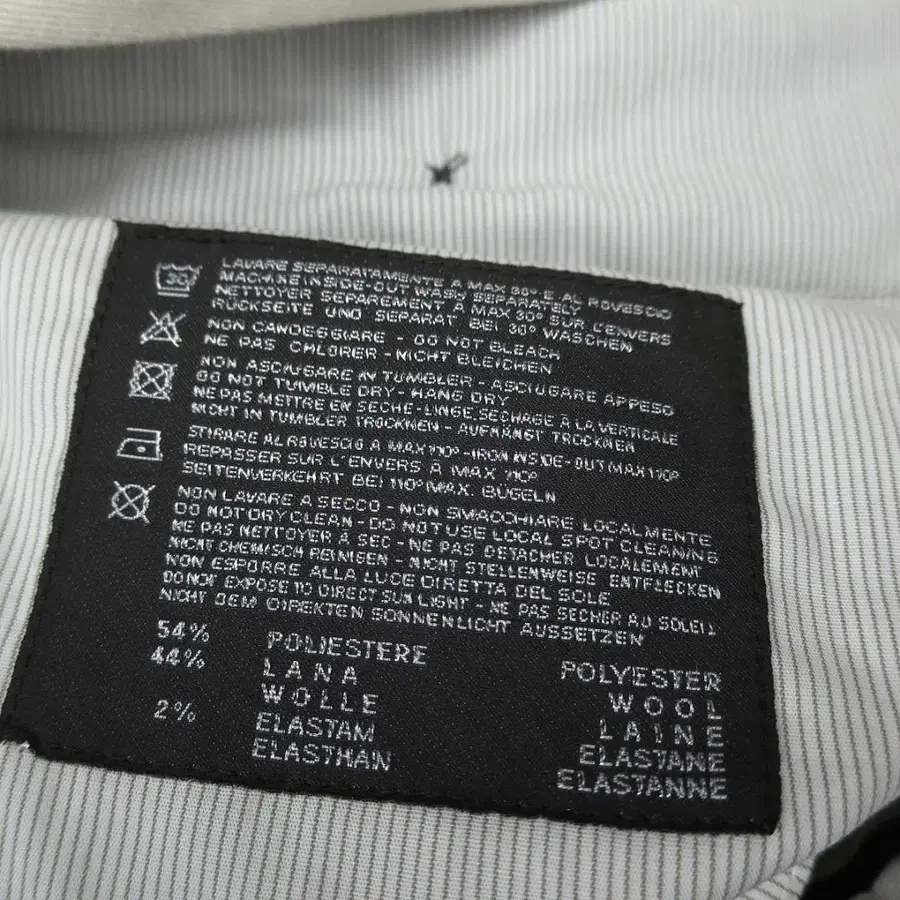 30
LAVARE SEPARATAMENTE A MAX 30° E AL ROVESCIO
MACHINE INSIDE-OUT WASH SEPARATELY
NETTOYER SEPAREMENT A MAX 30° SUR L'ENVERS
RÜCKSEITE UND SEPARAT BEI 30° WASCHEN
NON CANDEGGIARE - DO NOT BLEACH
NE PAS CHLORER - NICHT BLEICHEN
NON ASCIUGARE IN TUMBLER - ASCIUGARE APPESO
DO NOT TUMBLE DRY - HANG DRY
NE PAS METTRE EN SECHE-LINGE, SECHAGE A LA VERTICALE
NICHT IN TUMBLER TROCKNEN - AUFHÄNGT TROCKNEN
STIRARE AL ROVESCIO A MAX 110° - IRON INSIDE-OUT MAX 110°
REPASSER SUR L'ENVERS A MAX 110°
SEITENVERKEHRT BEI 110° MAX. BÜGELN
NON LAVARE A SECCO - NON SMACCHIARE LOCALMENTE
DO NOT DRY CLEAN - DO NOT USE LOCAL SPOT CLEANING
NE PAS NETTOYER A SEC - NE PAS DETACHER LOCALEMENT
NICHT CHEMISCH REINIGEN - NICHT STELLENWEISE ENTFLECKEN
NON ESPORRE ALLA LUCE DIRETTA DEL SOLE
DO NOT EXPOSE TO DIRECT SUN LIGHT - NE PAS SECHER AU SOLEIL
NICHT DEM DIREKTEN SONNENLICHT AUSSETZEN
54% POLIESTERE POLYESTER
44% LANA WOOL
WOLLE LAINE
2% ELASTAM ELASTANE
ELASTHAN ELASTANNE